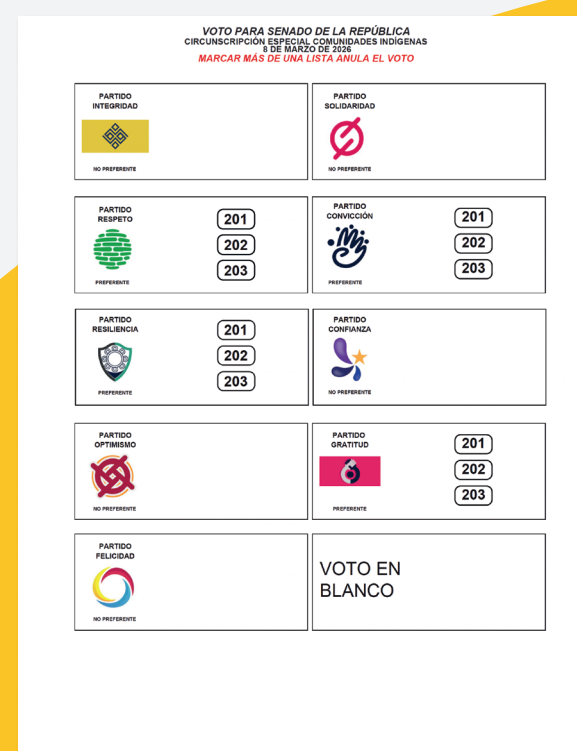 VOTO PARA SENADO DE LA REPÚBLICA
CIRCUNSCRIPCIÓN ESPECIAL COMUNIDADES INDÍGENAS
8 DE MARZO DE 2026
MARCAR MÁS DE UNA LISTA ANULA EL VOTO
PARTIDO
INTEGRIDAD
NO PREFERENTE
PARTIDO
SOLIDARIDAD
NO PREFERENTE
PARTIDO
RESPETO
PREFERENTE
201
202
203
PARTIDO
CONVICCIÓN
PREFERENTE
201
202
203
PARTIDO
RESILIENCIA
PREFERENTE
201
202
203
PARTIDO
CONFIANZA
NO PREFERENTE
PARTIDO
OPTIMISMO
NO PREFERENTE
PARTIDO
GRATITUD
PREFERENTE
201
202
203
PARTIDO
FELICIDAD
NO PREFERENTE
VOTO EN
BLANCO